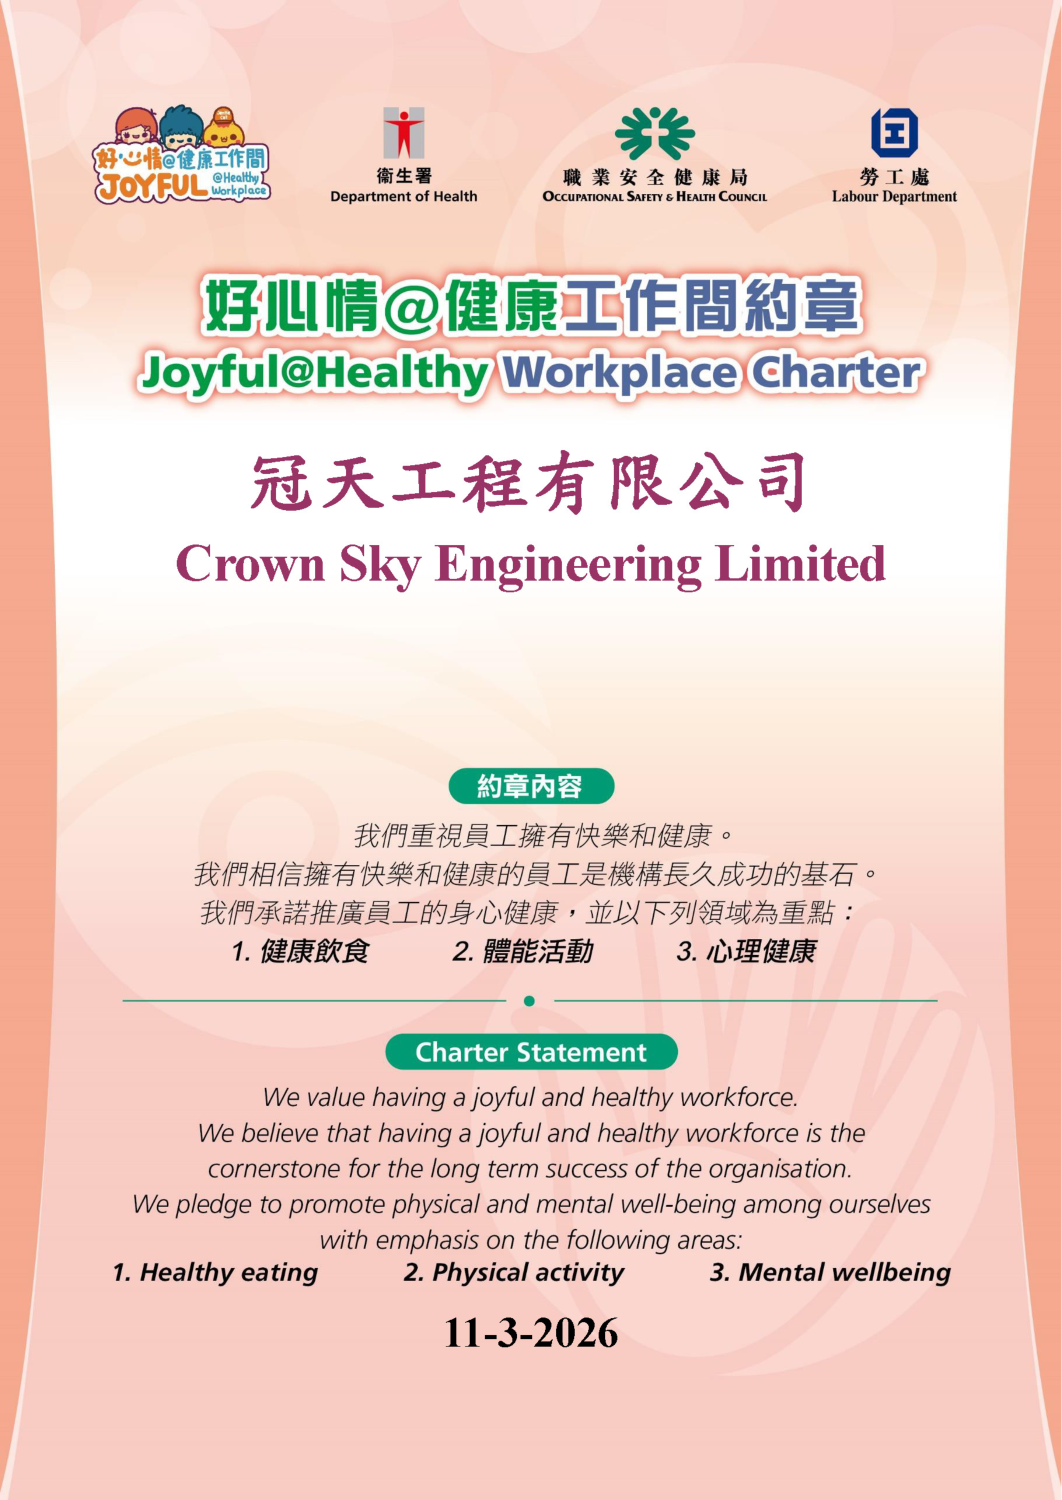 好心情@健康工作間
JOYFUL @Healthy Workplace
衞生署
Department of Health
職業安全健康局
OCCUPATIONAL SAFETY & HEALTH COUNCIL
勞工處
Labour Department
好心情@健康工作間約章
Joyful@Healthy Workplace Charter
冠天工程有限公司
Crown Sky Engineering Limited
約章內容
我們重視員工擁有快樂和健康。
我們相信擁有快樂和健康的員工是機構長久成功的基石。
我們承諾推廣員工的身心健康，並以下列領域為重點：
1. 健康飲食 2. 體能活動 3. 心理健康
Charter Statement
We value having a joyful and healthy workforce.
We believe that having a joyful and healthy workforce is the
cornerstone for the long term success of the organisation.
We pledge to promote physical and mental well-being among ourselves
with emphasis on the following areas:
1. Healthy eating 2. Physical activity 3. Mental wellbeing
11-3-2026